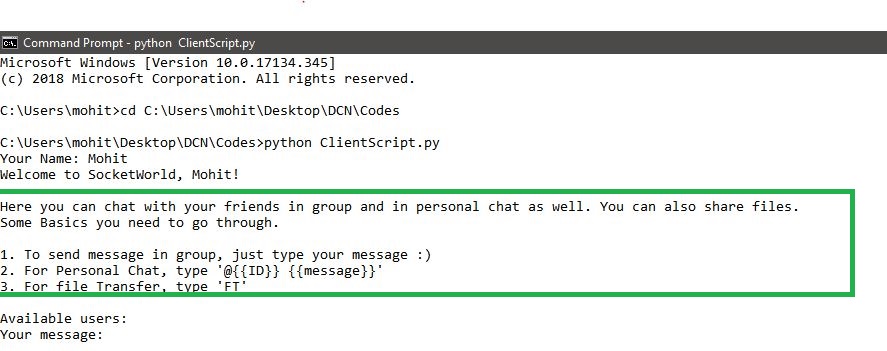 Command Prompt - python ClientScript.py
Microsoft Windows [Version 10.0.17134.345]
(c) 2018 Microsoft Corporation. All rights reserved.
C:\Users\mohit>cd C:\Users\mohit\Desktop\DCN\Codes
C:\Users\mohit\Desktop\DCN\Codes>python ClientScript.py
Your Name: Mohit
Welcome to SocketWorld, Mohit!
Here you can chat with your friends in group and in personal chat as well. You can also share files.
Some Basics you need to go through.
1. To send message in group, just type your message :)
2. For Personal Chat, type '@{{ID}} {{message}}'
3. For file Transfer, type 'FT'
Available users:
Your message: